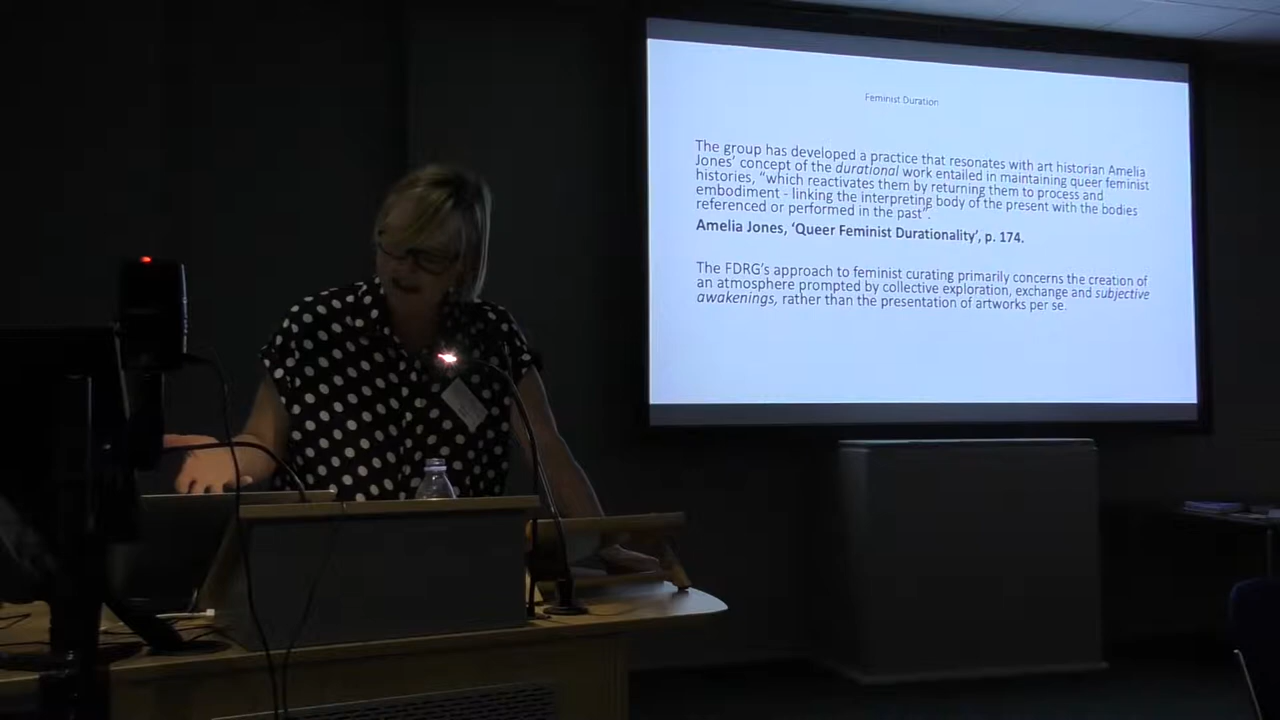 Feminist Duration
The group has developed a practice that resonates with art historian Amelia
Jones’ concept of the durational work entailed in maintaining queer feminist
histories, “which reactivates them by returning them to process and
embodiment - linking the interpreting body of the present with the bodies
referenced or performed in the past”.
Amelia Jones, ‘Queer Feminist Durationality’, p. 174.
The FDRG’s approach to feminist curating primarily concerns the creation of
an atmosphere prompted by collective exploration, exchange and subjective
awakenings, rather than the presentation of artworks per se.